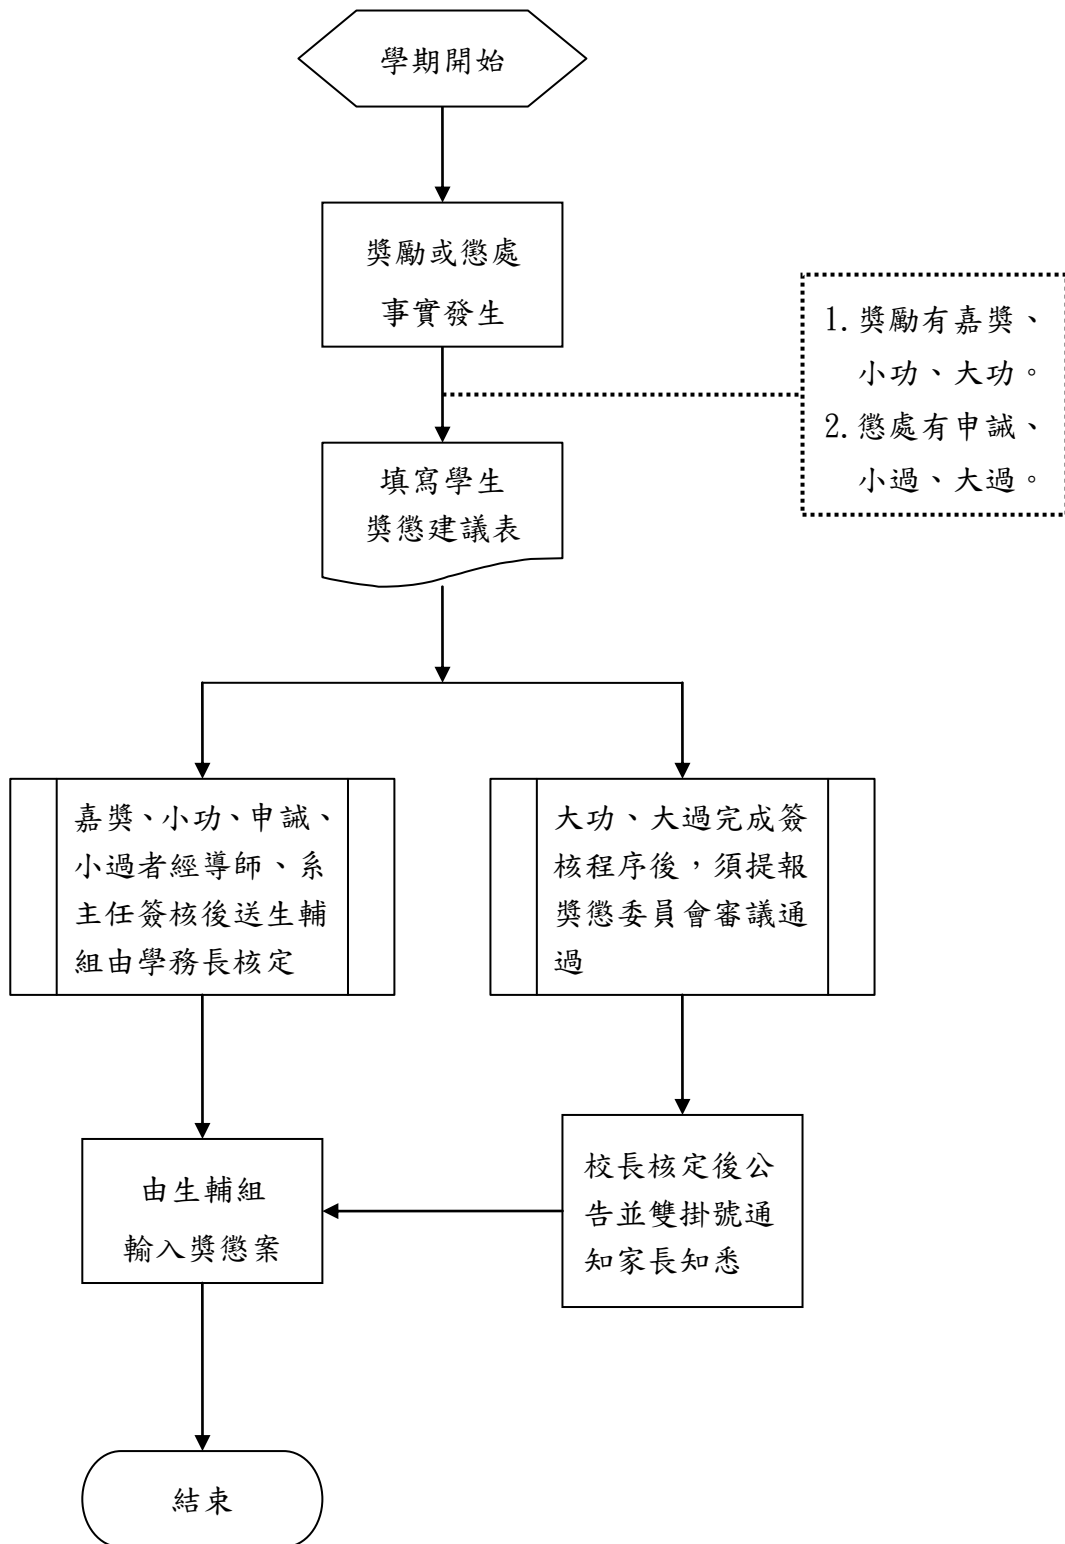 學期開始
獎勵或懲處
事實發生
1.獎勵有嘉獎、
小功、大功。
2.懲處有申誡、
小過、大過。
填寫學生
獎懲建議表
嘉獎、小功、申誡、
小過者經導師、系
主任簽核後送生輔
組由學務長核定
大功、大過完成簽
核程序後，須提報
獎懲委員會審議通
過
由生輔組
輸入獎懲案
校長核定後公
告並雙掛號通
知家長知悉
結束